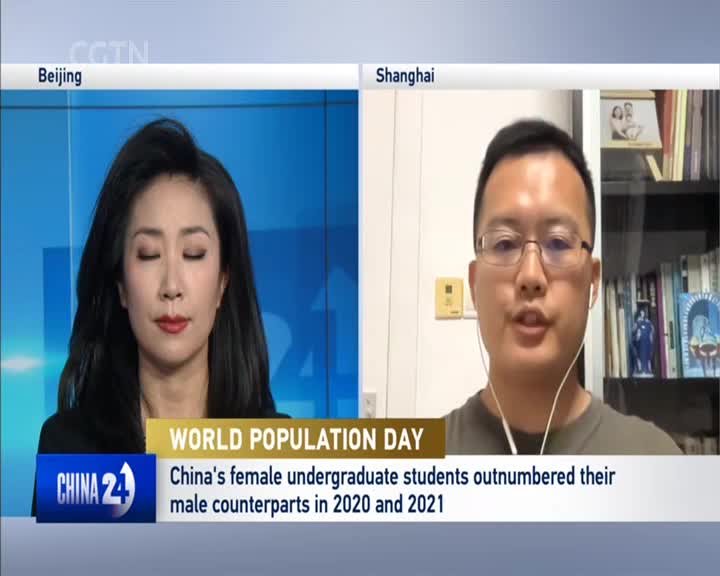 CGTN
Beijing
Shanghai
24
WORLD POPULATION DAY
China's female undergraduate students outnumbered their
male counterparts in 2020 and 2021
CHINA 24